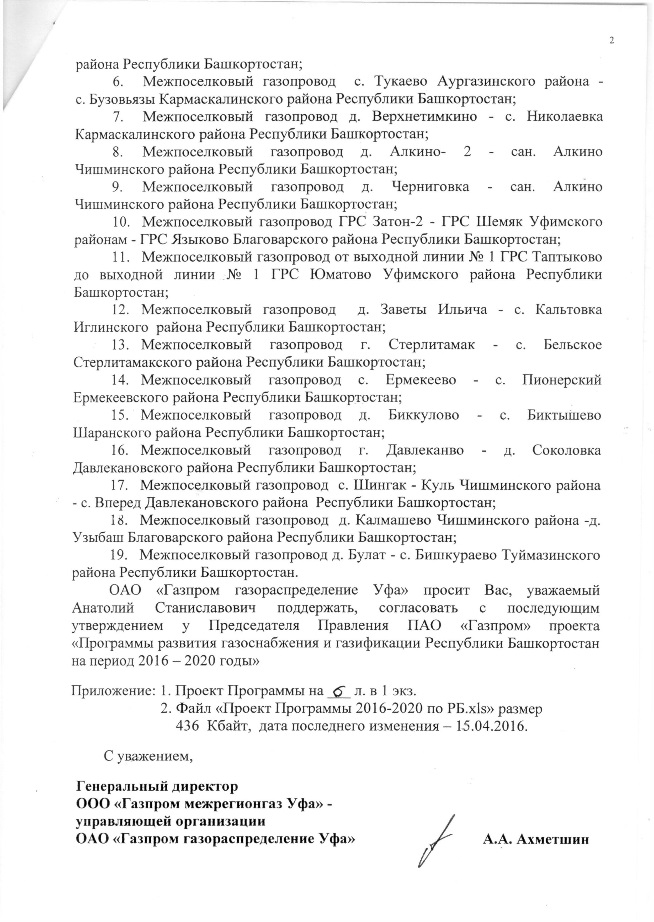 2
района Республики Башкортостан;
6. Межпоселковый газопровод с. Тукаево Аургазинского района -
с. Бузовьязы Кармаскалинского района Республики Башкортостан;
7. Межпоселковый газопровод д. Верхнетимкино - с. Николаевка
Кармаскалинского района Республики Башкортостан;
8. Межпоселковый газопровод д. Алкино- 2 - сан. Алкино
Чишминского района Республики Башкортостан;
9. Межпоселковый газопровод д. Черниговка - сан. Алкино
Чишминского района Республики Башкортостан;
10. Межпоселковый газопровод ГРС Затон-2 - ГРС Шемяк Уфимского
районам - ГРС Языково Благоварского района Республики Башкортостан;
11. Межпоселковый газопровод от выходной линии № 1 ГРС Таптыково
до выходной линии № 1 ГРС Юматово Уфимского района Республики
Башкортостан;
12. Межпоселковый газопровод д. Заветы Ильича - с. Кальтовка
Иглинского района Республики Башкортостан;
13. Межпоселковый газопровод г. Стерлитамак - с. Бельское
Стерлитамакского района Республики Башкортостан;
14. Межпоселковый газопровод с. Ермекеево - с. Пионерский
Ермекеевского района Республики Башкортостан;
15. Межпоселковый газопровод д. Биккулово - с. Биктышево
Шаранского района Республики Башкортостан;
16. Межпоселковый газопровод г. Давлеканво - д. Соколовка
Давлекановского района Республики Башкортостан;
17. Межпоселковый газопровод с. Шингак - Куль Чишминского района
- с. Вперед Давлекановского района Республики Башкортостан;
18. Межпоселковый газопровод д. Калмашево Чишминского района -д.
Узыбаш Благоварского района Республики Башкортостан;
19. Межпоселковый газопровод д. Булат - с. Бишкураево Туймазинского
района Республики Башкортостан.
ОАО «Газпром газораспределение Уфа» просит Вас, уважаемый
Анатолий Станиславович поддержать, согласовать с последующим
утверждением у Председателя Правления ПАО «Газпром» проекта
«Программы развития газоснабжения и газификации Республики Башкортостан
на период 2016 – 2020 годы»
Приложение: 1. Проект Программы на 6 л. в 1 экз.
2. Файл «Проект Программы 2016-2020 по РБ.xls» размер
436 Кбайт, дата последнего изменения – 15.04.2016.
С уважением,
Генеральный директор
ООО «Газпром межрегионгаз Уфа» -
управляющей организации
ОАО «Газпром газораспределение Уфа» А.А. Ахметшин